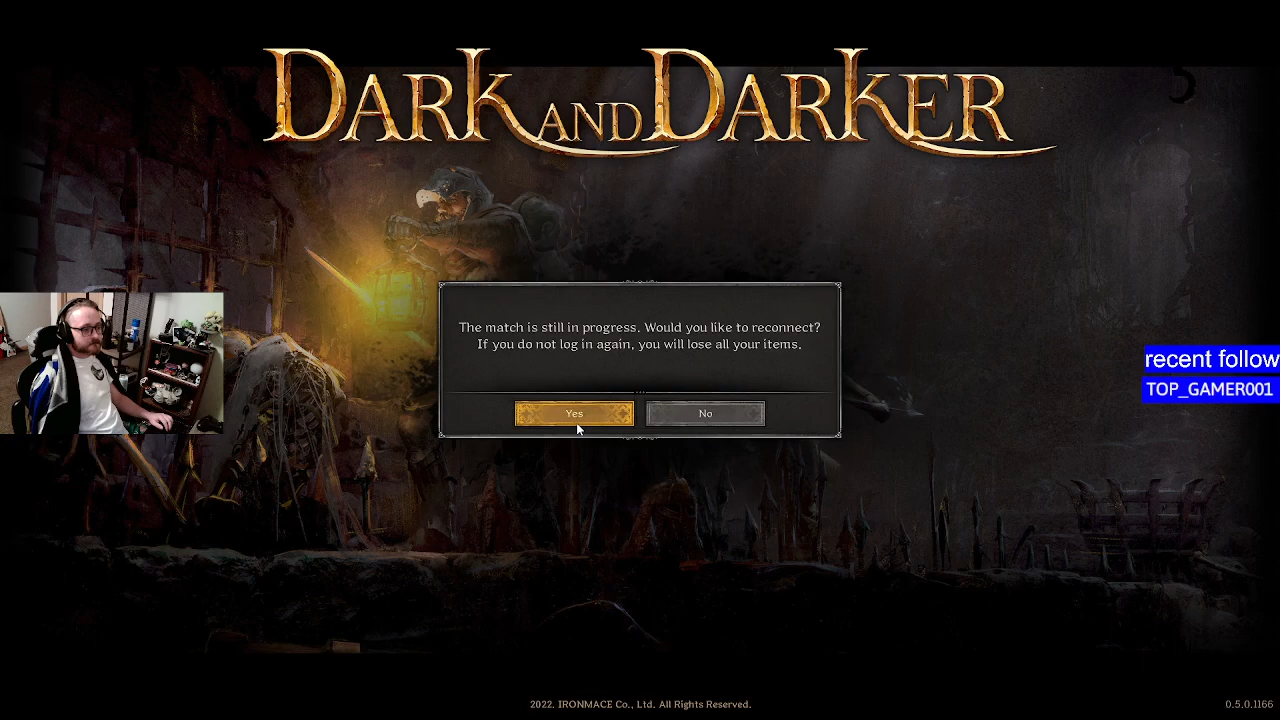 DARK AND DARKER
The match is still in progress. Would you like to reconnect?
If you do not log in again, you will lose all your items.
Yes
No
recent follow
TOP_GAMER001
2022. IRONMACE Co., Ltd. All Rights Reserved.
0.5.0.1166